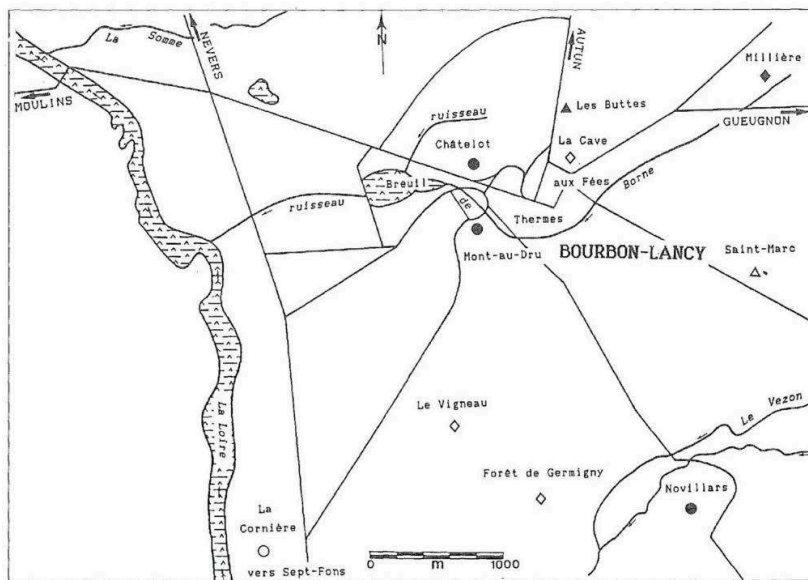 La Somme
NEVERS
N
AUTUN
Millière
MOULINS
ruisseau
Les Buttes
GUEUGNON
Châtelot
La Cave
aux Fées
Borne
Breuil
ruisseau
de
Thermes
Mont-au-Dru
BOURBON-LANCY
Saint-Marc
La Loire
Le Vigneau
Le Vezon
Forêt de Germigny
Novillars
La
Cornière
vers Sept-Fons
0 m 1000